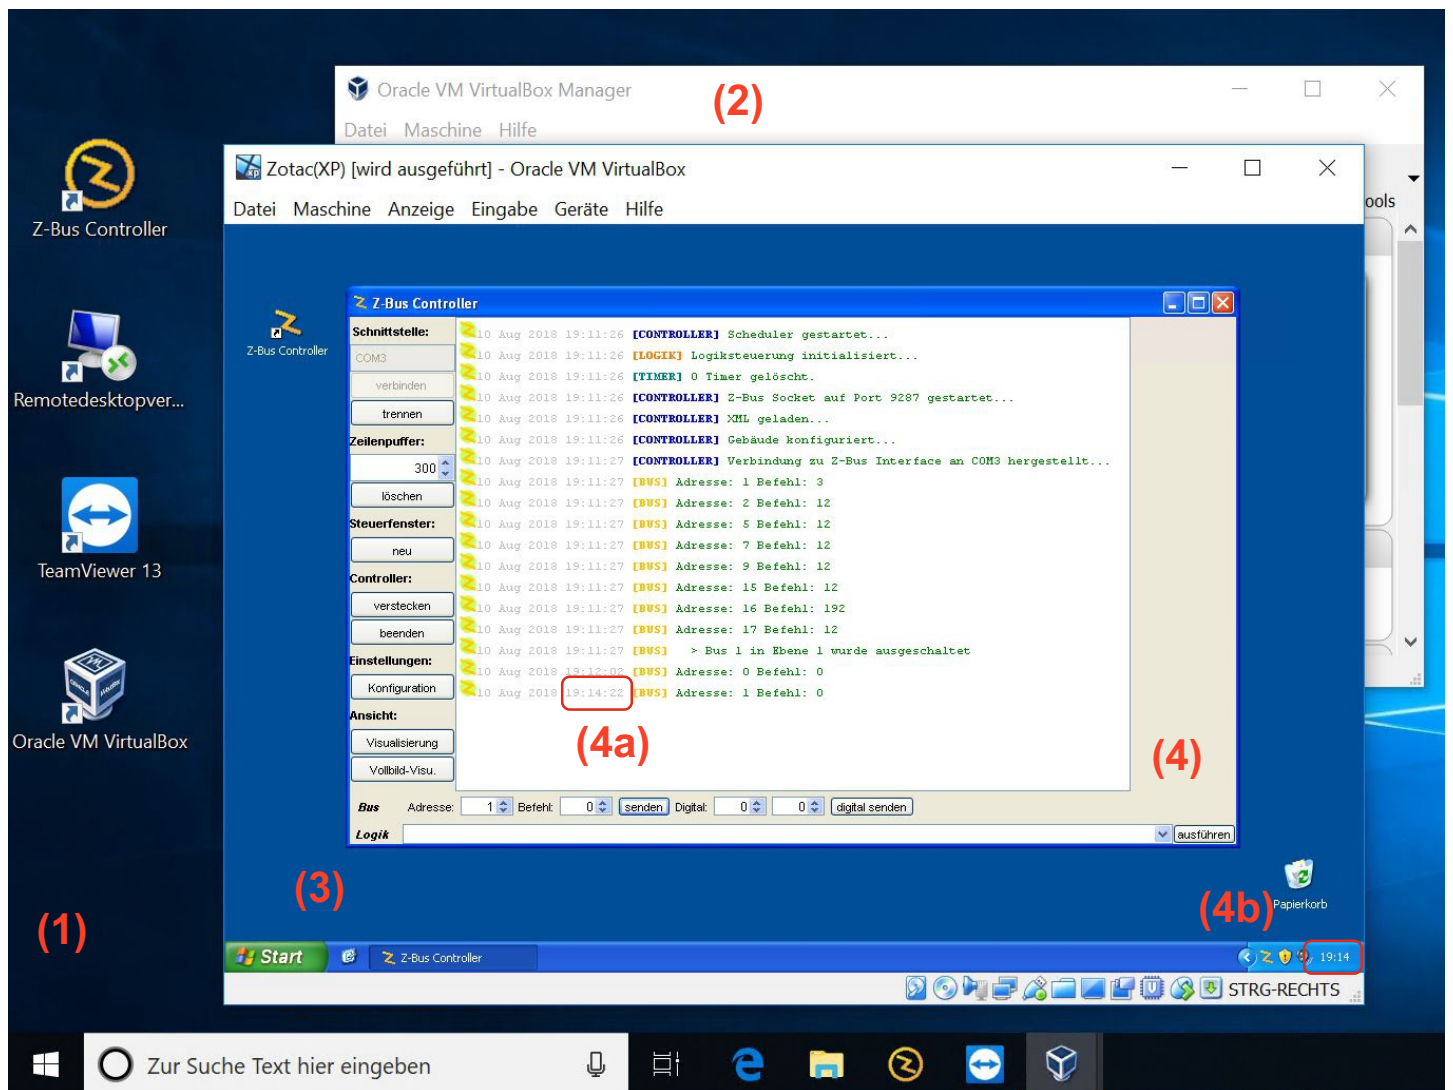 Oracle VM VirtualBox Manager
(2)
Datei Maschine Hilfe
Zotac(XP) [wird ausgeführt] - Oracle VM VirtualBox
Datei Maschine Anzeige Eingabe Geräte Hilfe
ools
Z-Bus Controller
Remotedesktopver...
TeamViewer 13
Oracle VM VirtualBox
(1)
Z-Bus Controller
Z-Bus Controller
Schnittstelle:
COM3
verbinden
trennen
Zeilenpuffer:
300
löschen
Steuerfenster:
neu
Controller:
verstecken
beenden
Einstellungen:
Konfiguration
Ansicht:
Visualisierung
Vollbild-Visu.
10 Aug 2018 19:11:26 [CONTROLLER] Scheduler gestartet...
10 Aug 2018 19:11:26 [LOGIK] Logiksteuerung initialisiert...
10 Aug 2018 19:11:26 [TIMER] 0 Timer gelöscht.
10 Aug 2018 19:11:26 [CONTROLLER] Z-Bus Socket auf Port 9287 gestartet...
10 Aug 2018 19:11:26 [CONTROLLER] XML geladen...
10 Aug 2018 19:11:26 [CONTROLLER] Gebäude konfiguriert...
10 Aug 2018 19:11:27 [CONTROLLER] Verbindung zu Z-Bus Interface an COM3 hergestellt...
10 Aug 2018 19:11:27 [BUS] Adresse: 1 Befehl: 3
10 Aug 2018 19:11:27 [BUS] Adresse: 2 Befehl: 12
10 Aug 2018 19:11:27 [BUS] Adresse: 5 Befehl: 12
10 Aug 2018 19:11:27 [BUS] Adresse: 7 Befehl: 12
10 Aug 2018 19:11:27 [BUS] Adresse: 9 Befehl: 12
10 Aug 2018 19:11:27 [BUS] Adresse: 15 Befehl: 12
10 Aug 2018 19:11:27 [BUS] Adresse: 16 Befehl: 192
10 Aug 2018 19:11:27 [BUS] Adresse: 17 Befehl: 12
10 Aug 2018 19:11:27 [BUS] > Bus 1 in Ebene 1 wurde ausgeschaltet
10 Aug 2018 19:12:02 [BUS] Adresse: 0 Befehl: 0
10 Aug 2018 19:14:22 [BUS] Adresse: 1 Befehl: 0
(4a)
(4)
Bus Adresse: 1 Befehl: 0 senden Digital: 0 0 digital senden
Logik ausführen
(3)
Papierkorb
(4b)
Start Z-Bus Controller 19:14
STRG-RECHTS
Zur Suche Text hier eingeben